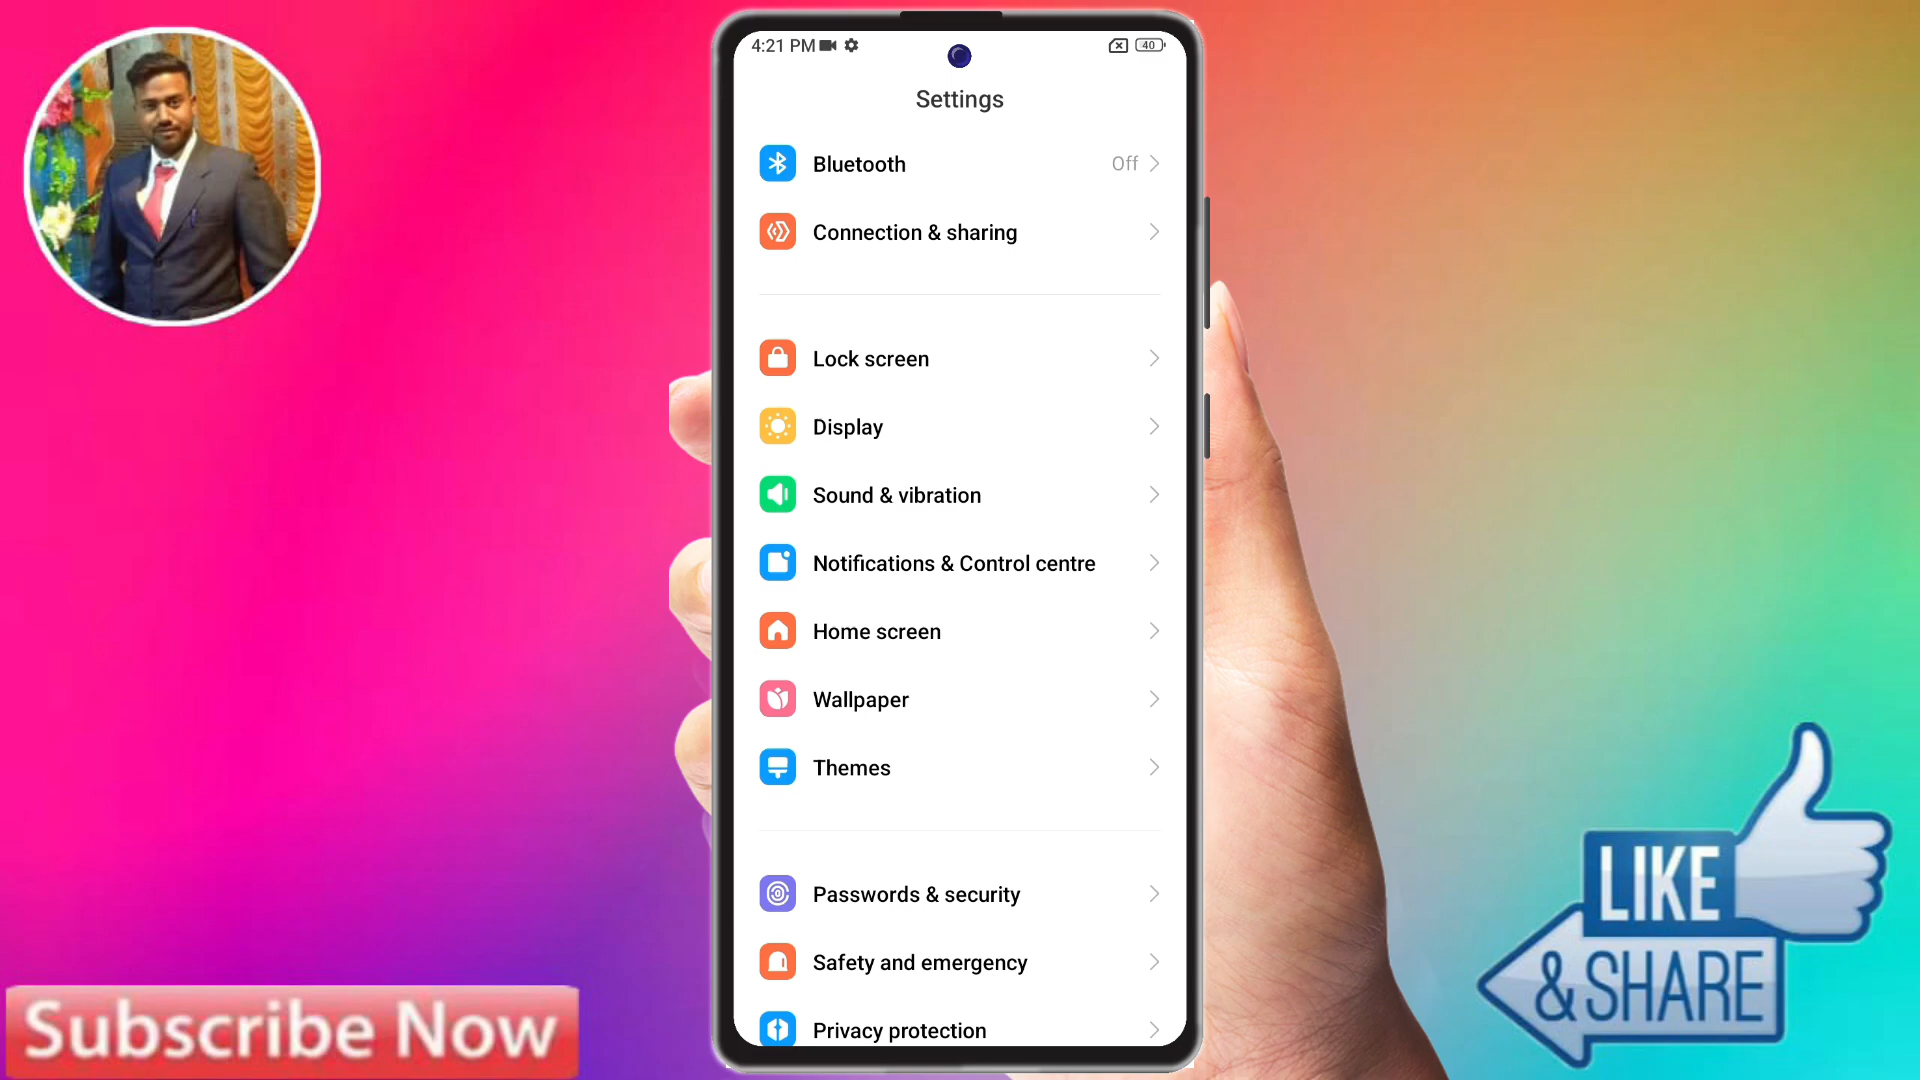 4:21 PM
40
Settings
Bluetooth
Off
Connection & sharing
Lock screen
Display
Sound & vibration
Notifications & Control centre
Home screen
Wallpaper
Themes
Passwords & security
Safety and emergency
Privacy protection
LIKE
& SHARE
Subscribe Now